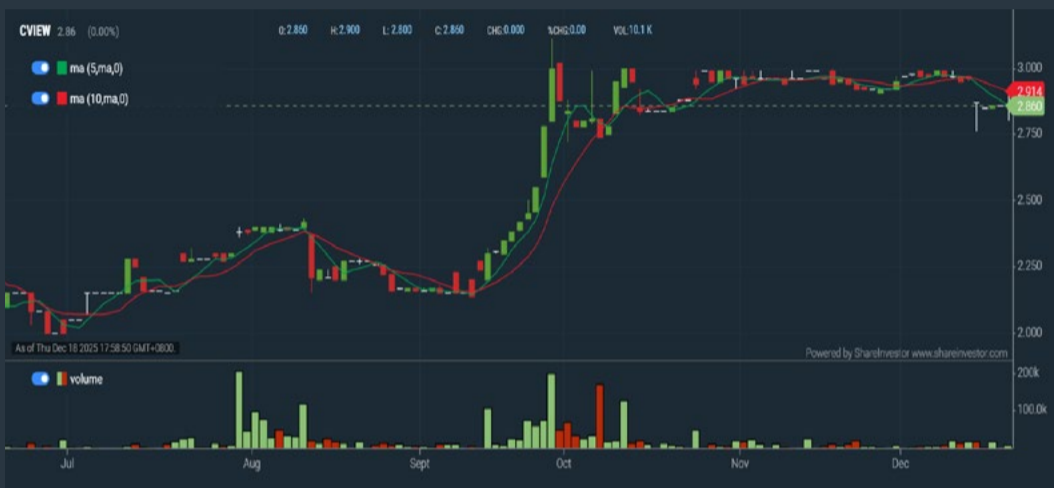 CVIEW 2.86 (0.00%) O:2.860 H:2.900 L:2.800 C:2.860 CHG:0.000 %CHG:0.00 VOL:10.1 K
ma (5,ma,0)
ma (10,ma,0)
3.000
2.914
2.860
2.750
2.500
2.250
2.000
As of Thu Dec 18 2025 17:58:50 GMT+0800.
Powered by ShareInvestor www.shareinvestor.com
volume
200k
100.0k
Jul Aug Sept Oct Nov Dec